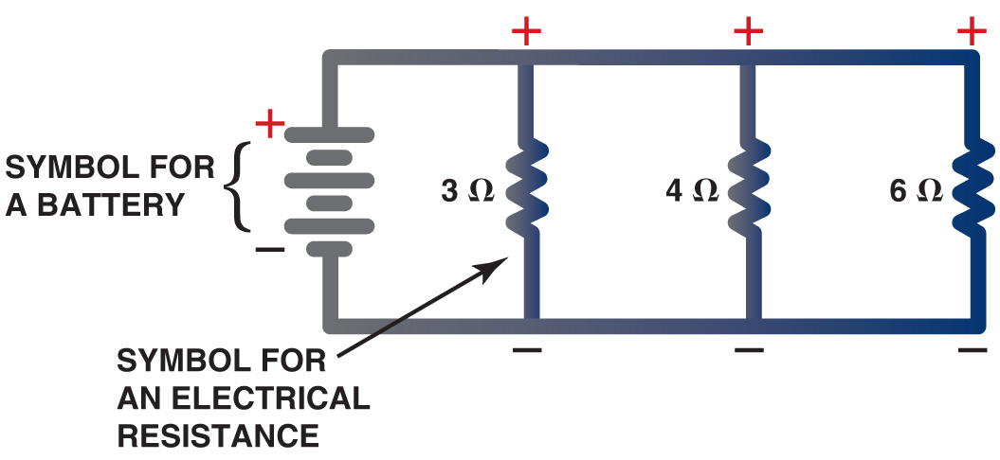 + + +
+
SYMBOL FOR
A BATTERY
3 Ω 4 Ω 6 Ω
−
− − −
SYMBOL FOR
AN ELECTRICAL
RESISTANCE